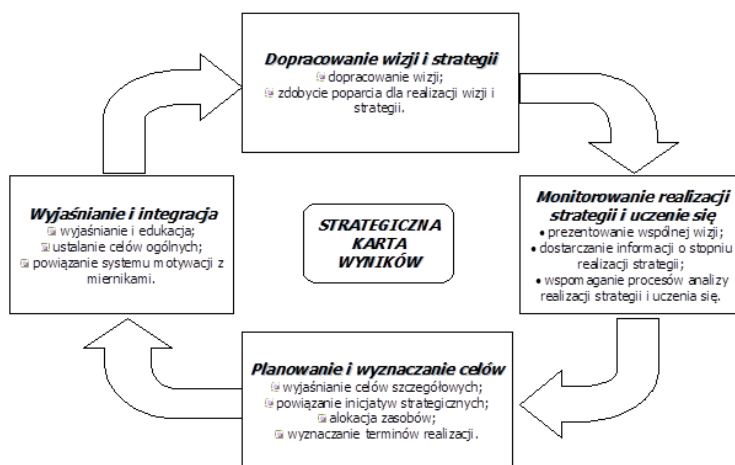 Dopracowanie wizji i strategii
dopracowanie wizji;
zdobycie poparcia dla realizacji wizji i
strategii.
Wyjaśnianie i integracja
wyjaśnianie i edukacja;
ustalanie celów ogólnych;
powiązanie systemu motywacji z
miernikami.
STRATEGICZNA
KARTA
WYNIKÓW
Monitorowanie realizacji
strategii i uczenie się
• prezentowanie wspólnej wizji;
• dostarczanie informacji o stopniu
realizacji strategii;
• wspomaganie procesów analizy
realizacji strategii i uczenia się.
Planowanie i wyznaczanie celów
wyjaśnianie celów szczegółowych;
powiązanie inicjatyw strategicznych;
alokacja zasobów;
wyznaczanie terminów realizacji.